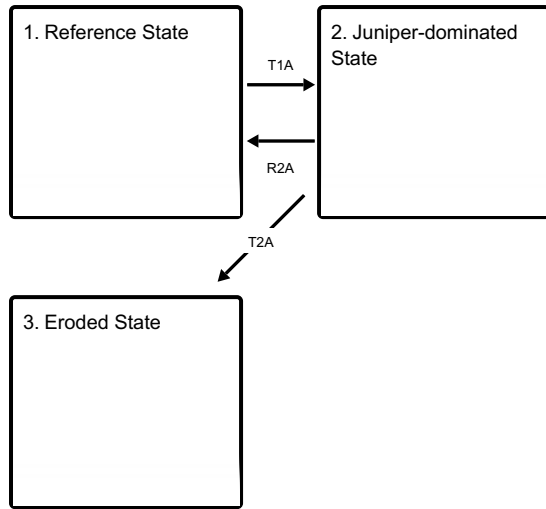 1. Reference State
2. Juniper-dominated
State
T1A
R2A
T2A
3. Eroded State